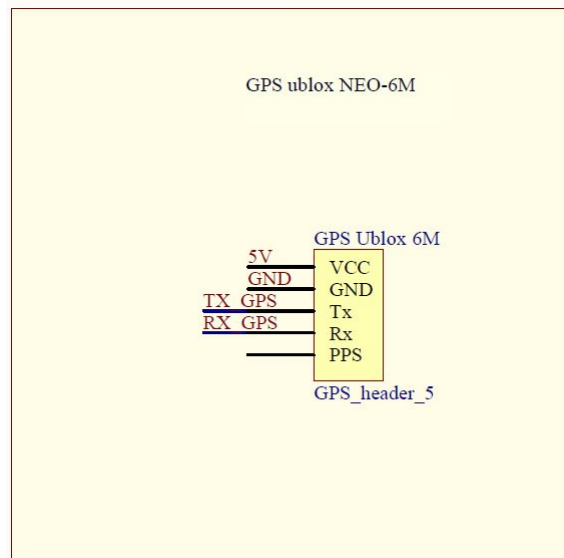 GPS ublox NEO-6M
GPS Ublox 6M
5V
VCC
GND
GND
TX_GPS
Tx
RX_GPS
Rx
PPS
GPS_header_5